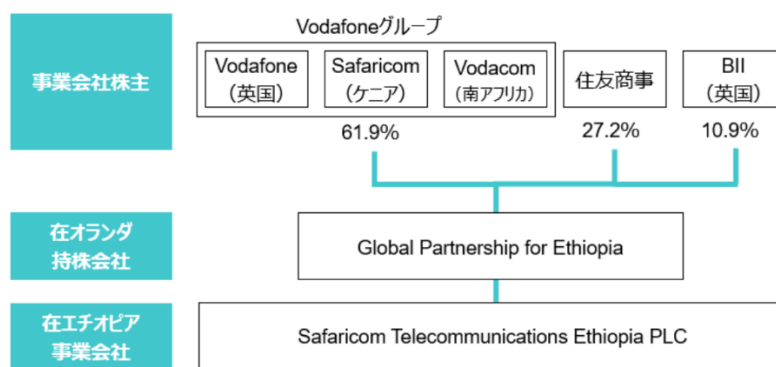 Vodafoneグループ
事業会社株主
Vodafone
（英国）
Safaricom
（ケニア）
Vodacom
（南アフリカ）
住友商事
BII
（英国）
61.9%
27.2%
10.9%
在オランダ
持株会社
Global Partnership for Ethiopia
在エチオピア
事業会社
Safaricom Telecommunications Ethiopia PLC